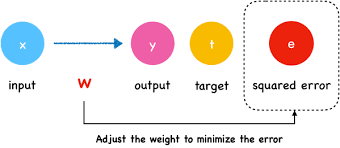 x y t e
input w output target squared error
Adjust the weight to minimize the error